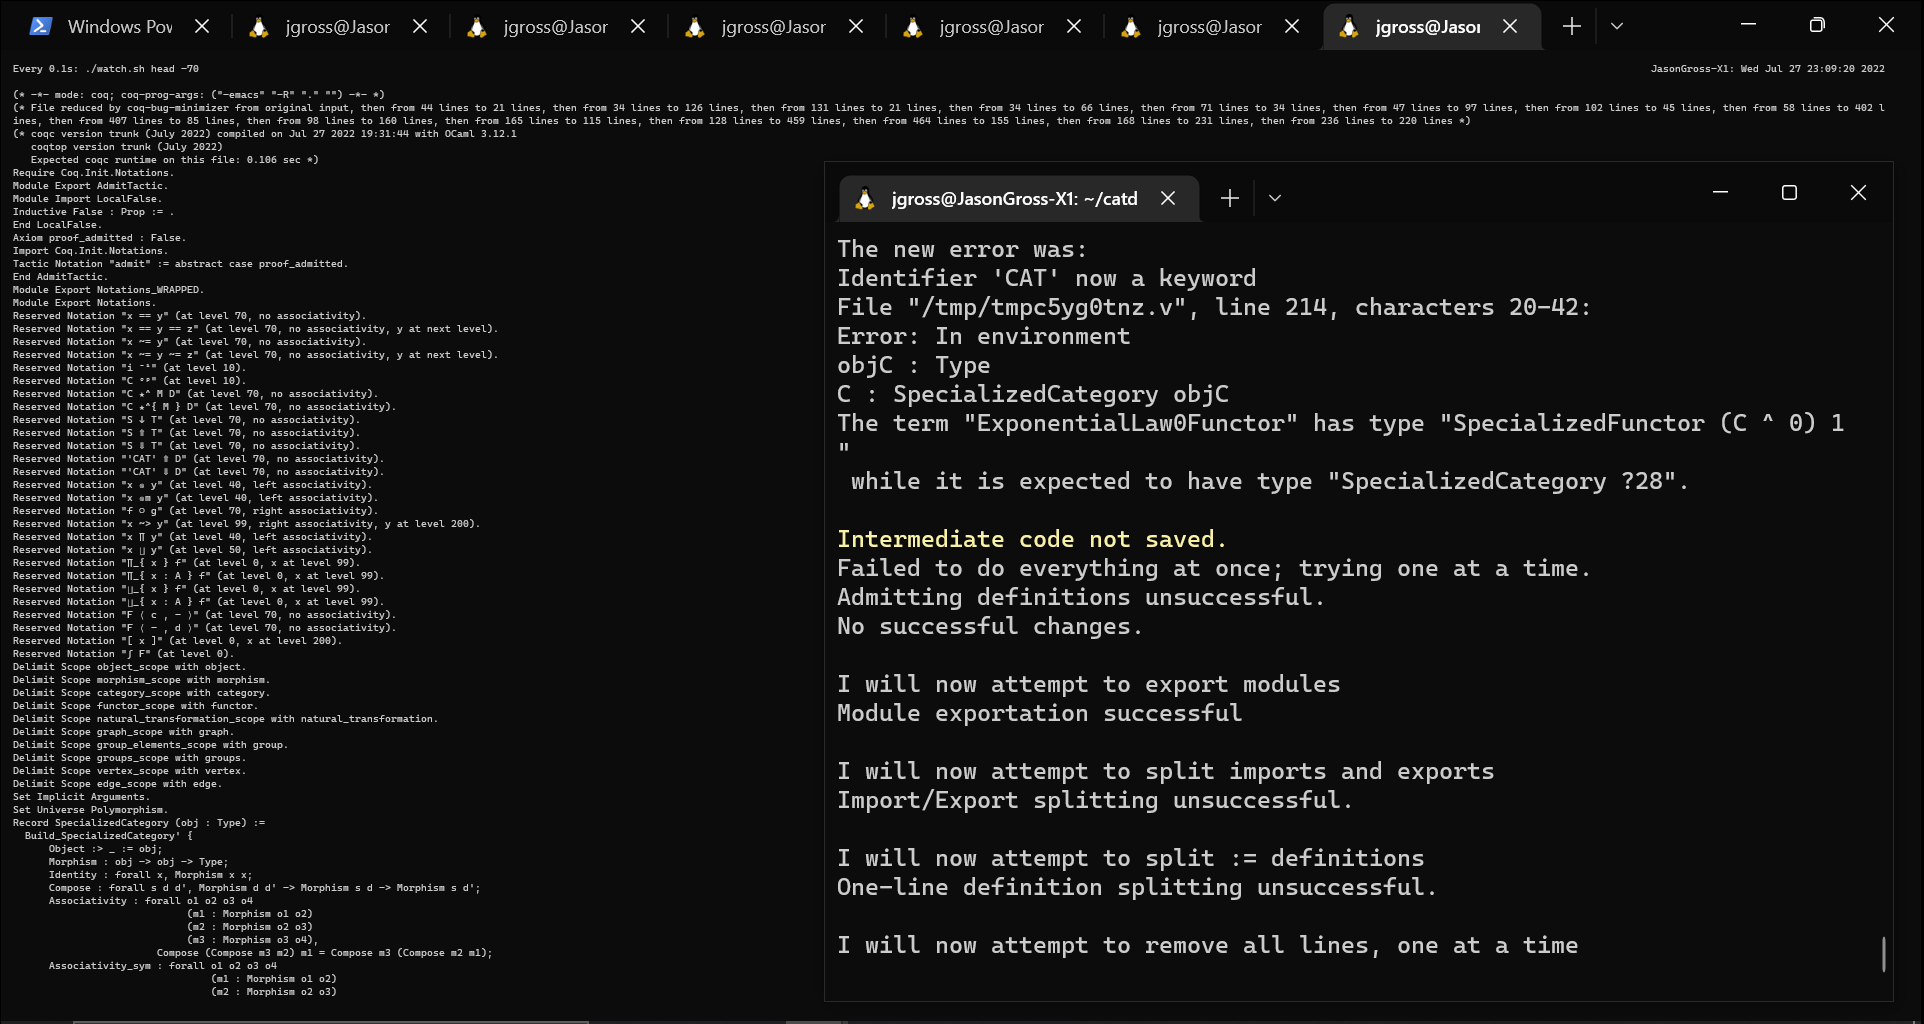 Windows Pov
jgross@Jasor
jgross@Jasor
jgross@Jasor
jgross@Jasor
jgross@Jasor
jgross@Jasor
Every 0.1s: ./watch.sh head -70
JasonGross-X1: Wed Jul 27 23:09:20 2022
(* -*- mode: coq; coq-prog-args: ("-emacs" "-R" "." "") -*- *)
(* File reduced by coq-bug-minimizer from original input, then from 44 lines to 21 lines, then from 34 lines to 126 lines, then from 131 lines to 21 lines, then from 34 lines to 66 lines, then from 71 lines to 34 lines, then from 47 lines to 97 lines, then from 102 lines to 45 lines, then from 58 lines to 402 l
ines, then from 407 lines to 85 lines, then from 98 lines to 160 lines, then from 165 lines to 115 lines, then from 128 lines to 459 lines, then from 464 lines to 155 lines, then from 168 lines to 231 lines, then from 236 lines to 220 lines *)
(* coqc version trunk (July 2022) compiled on Jul 27 2022 19:31:44 with OCaml 3.12.1
coqtop version trunk (July 2022)
Expected coqc runtime on this file: 0.106 sec *)
Require Coq.Init.Notations.
Module Export AdmitTactic.
Module Import LocalFalse.
Inductive False : Prop := .
End LocalFalse.
Axiom proof_admitted : False.
Import Coq.Init.Notations.
Tactic Notation "admit" := abstract case proof_admitted.
End AdmitTactic.
Module Export Notations_WRAPPED.
Module Export Notations.
Reserved Notation "x == y" (at level 70, no associativity).
Reserved Notation "x == y == z" (at level 70, no associativity, y at next level).
Reserved Notation "x ~= y" (at level 70, no associativity).
Reserved Notation "x ~= y ~= z" (at level 70, no associativity, y at next level).
Reserved Notation "i ⁻¹" (at level 10).
Reserved Notation "C ᵒᵖ" (at level 10).
Reserved Notation "C ★^ M D" (at level 70, no associativity).
Reserved Notation "C ★^{ M } D" (at level 70, no associativity).
Reserved Notation "S ↓ T" (at level 70, no associativity).
Reserved Notation "S ⇑ T" (at level 70, no associativity).
Reserved Notation "S ⇓ T" (at level 70, no associativity).
Reserved Notation "'CAT' ⇑ D" (at level 70, no associativity).
Reserved Notation "'CAT' ⇓ D" (at level 70, no associativity).
Reserved Notation "x ⊗ y" (at level 40, left associativity).
Reserved Notation "x ⊗m y" (at level 40, left associativity).
Reserved Notation "f ○ g" (at level 70, right associativity).
Reserved Notation "x ~> y" (at level 99, right associativity, y at level 200).
Reserved Notation "x ∏ y" (at level 40, left associativity).
Reserved Notation "x y" (at level 50, left associativity).
Reserved Notation "∏_{ x } f" (at level 0, x at level 99).
Reserved Notation "∏_{ x : A } f" (at level 0, x at level 99).
Reserved Notation "_{ x } f" (at level 0, x at level 99).
Reserved Notation "_{ x : A } f" (at level 0, x at level 99).
Reserved Notation "F ⟨ c , - ⟩" (at level 70, no associativity).
Reserved Notation "F ⟨ - , d ⟩" (at level 70, no associativity).
Reserved Notation "[ x ]" (at level 0, x at level 200).
Reserved Notation "∫ F" (at level 0).
Delimit Scope object_scope with object.
Delimit Scope morphism_scope with morphism.
Delimit Scope category_scope with category.
Delimit Scope functor_scope with functor.
Delimit Scope natural_transformation_scope with natural_transformation.
Delimit Scope graph_scope with graph.
Delimit Scope group_elements_scope with group.
Delimit Scope groups_scope with groups.
Delimit Scope vertex_scope with vertex.
Delimit Scope edge_scope with edge.
Set Implicit Arguments.
Set Universe Polymorphism.
Record SpecializedCategory (obj : Type) :=
Build_SpecializedCategory' {
Object :> _ := obj;
Morphism : obj -> obj -> Type;
Identity : forall x, Morphism x x;
Compose : forall s d d', Morphism d d' -> Morphism s d -> Morphism s d';
Associativity : forall o1 o2 o3 o4
(m1 : Morphism o1 o2)
(m2 : Morphism o2 o3)
(m3 : Morphism o3 o4),
Compose (Compose m3 m2) m1 = Compose m3 (Compose m2 m1);
Associativity_sym : forall o1 o2 o3 o4
(m1 : Morphism o1 o2)
(m2 : Morphism o2 o3)
jgross@JasonGross-X1: ~/catd
The new error was:
Identifier 'CAT' now a keyword
File "/tmp/tmpc5yg0tnz.v", line 214, characters 20-42:
Error: In environment
objC : Type
C : SpecializedCategory objC
The term "ExponentialLaw0Functor" has type "SpecializedFunctor (C ^ 0) 1
"
while it is expected to have type "SpecializedCategory ?28".
Intermediate code not saved.
Failed to do everything at once; trying one at a time.
Admitting definitions unsuccessful.
No successful changes.
I will now attempt to export modules
Module exportation successful
I will now attempt to split imports and exports
Import/Export splitting unsuccessful.
I will now attempt to split := definitions
One-line definition splitting unsuccessful.
I will now attempt to remove all lines, one at a time